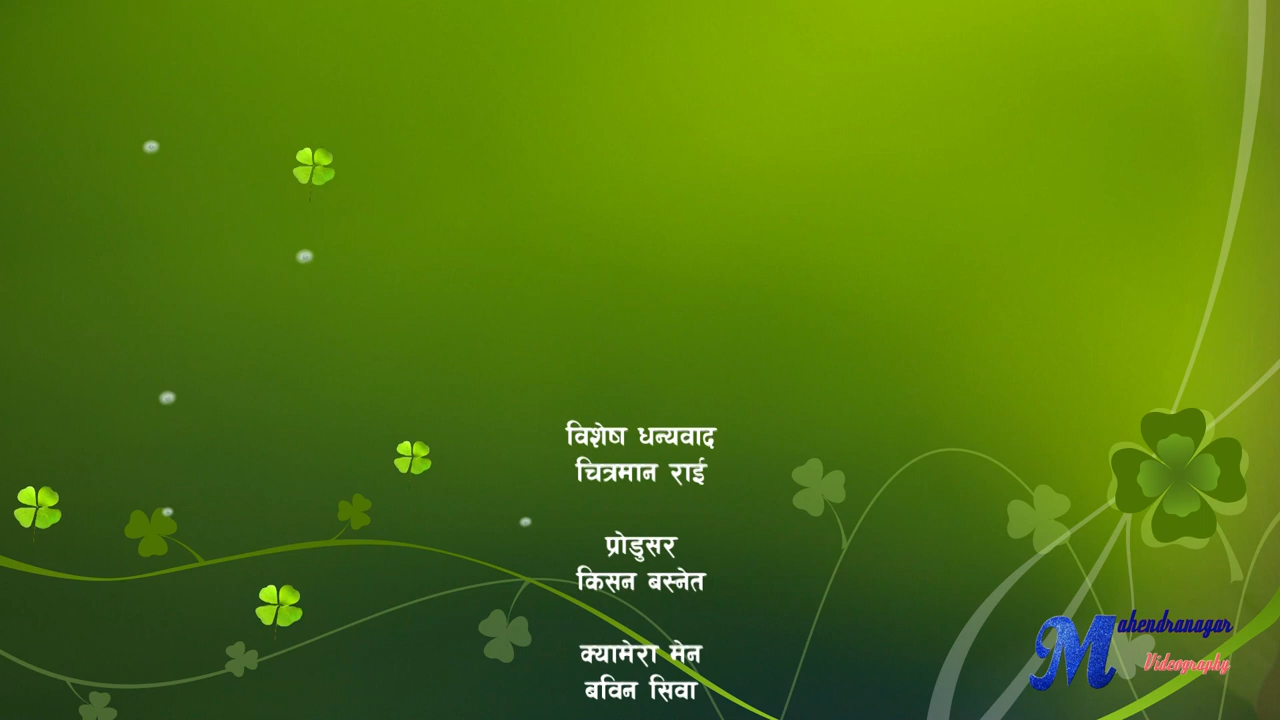 विशेष धन्यवाद
चित्रमान राई
प्रोडुसर
किसन बस्नेत
क्यामेरा मेन
बविन सिवा
Mahendranagar
Videography